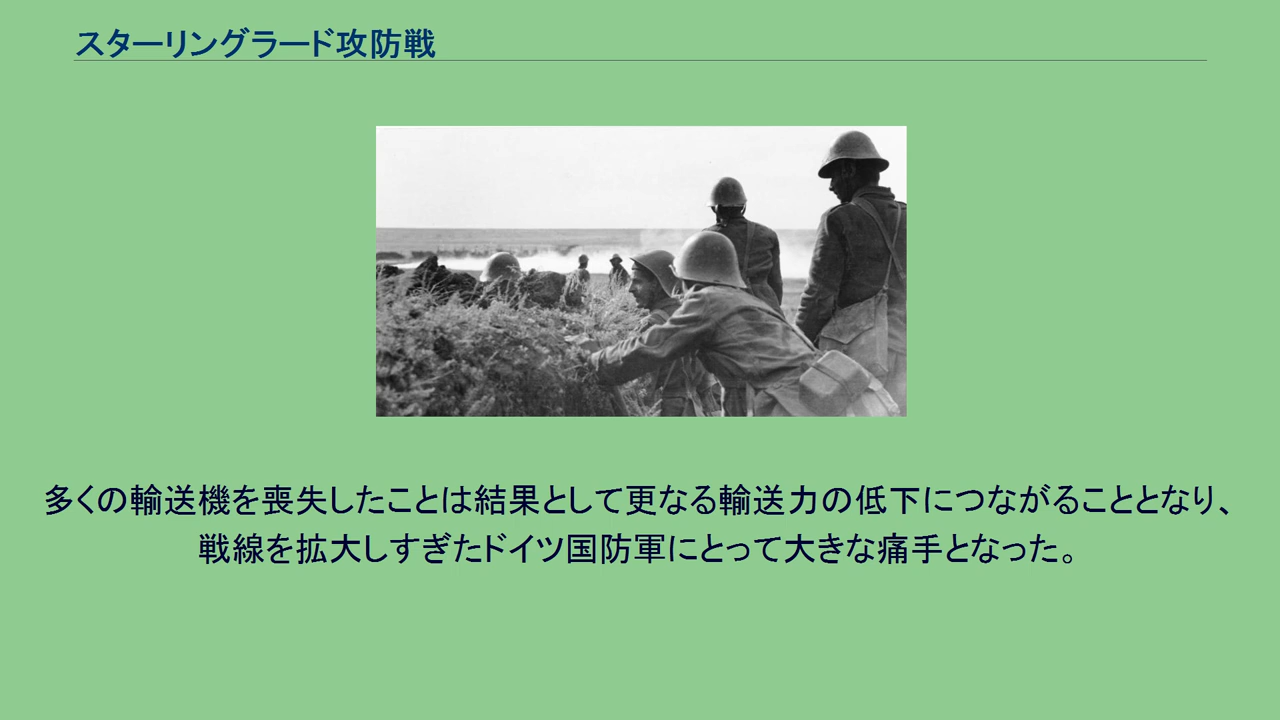 スターリングラード攻防戦
多くの輸送機を喪失したことは結果として更なる輸送力の低下につながることとなり、
戦線を拡大しすぎたドイツ国防軍にとって大きな痛手となった。